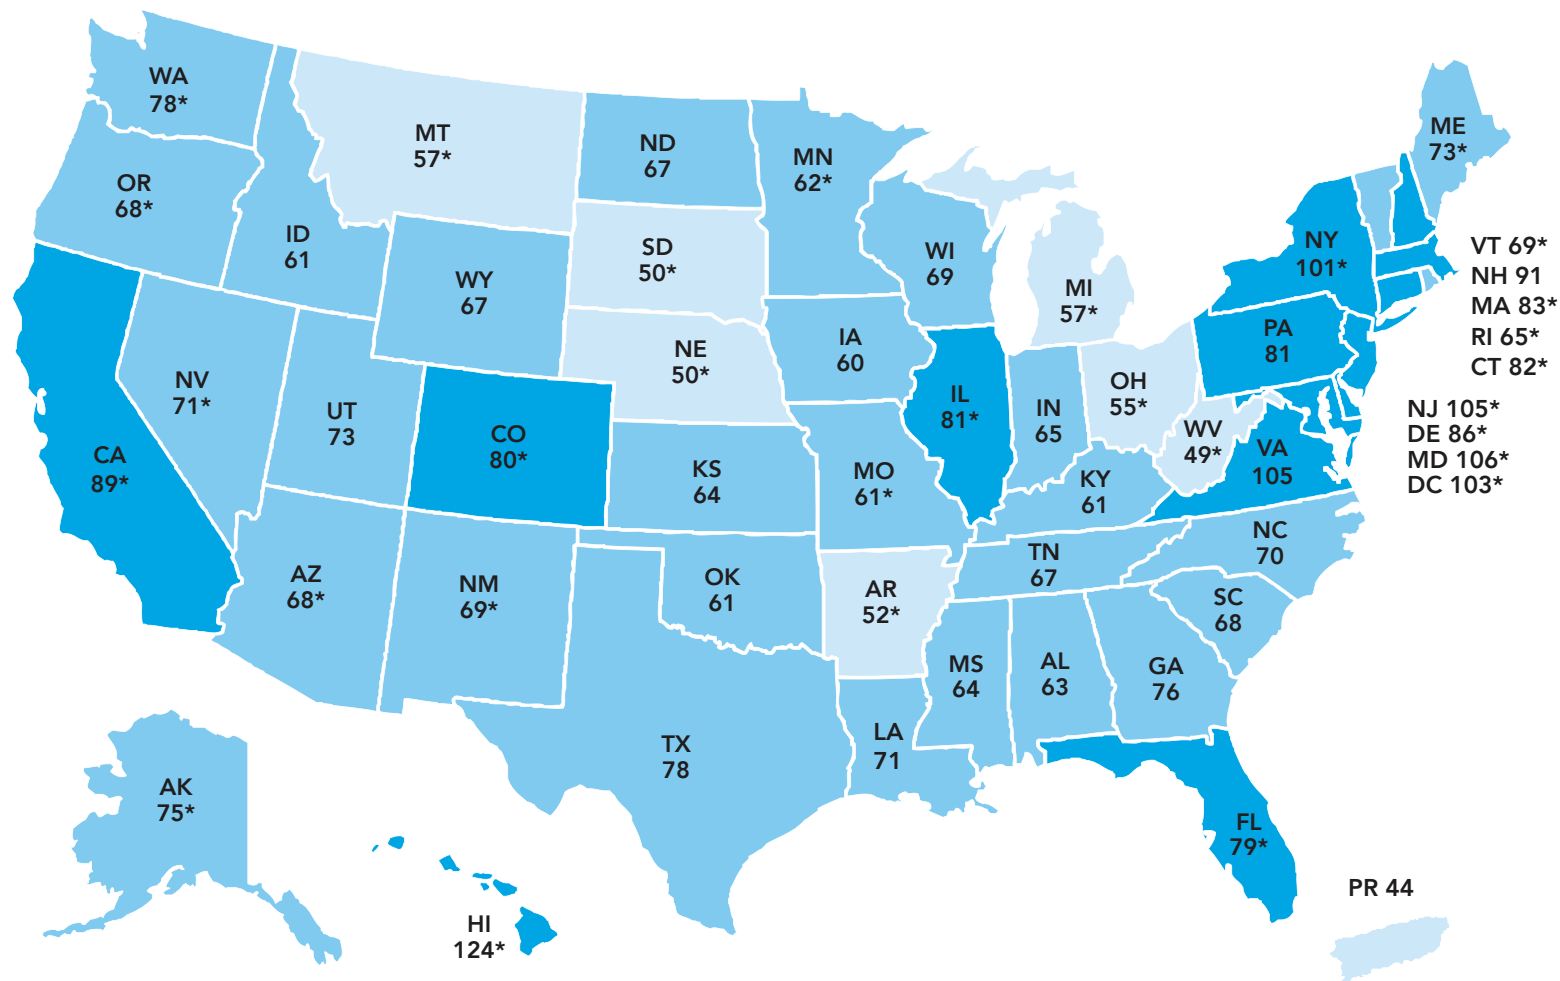 WA
78*
OR
68*
CA
89*
ID
61
NV
71*
MT
57*
WY
67
UT
73
AZ
68*
CO
80*
NM
69*
ND
67
SD
50*
NE
50*
KS
64
OK
61
TX
78
MN
62*
IA
60
MO
61*
AR
52*
LA
71
WI
69
IL
81*
MI
57*
IN
65
OH
55*
KY
61
TN
67
MS
64
AL
63
GA
76
FL
79*
SC
68
NC
70
VA
105
WV
49*
PA
81
NY
101*
ME
73*
VT 69*
NH 91
MA 83*
RI 65*
CT 82*
NJ 105*
DE 86*
MD 106*
DC 103*
AK
75*
HI
124*
PR 44